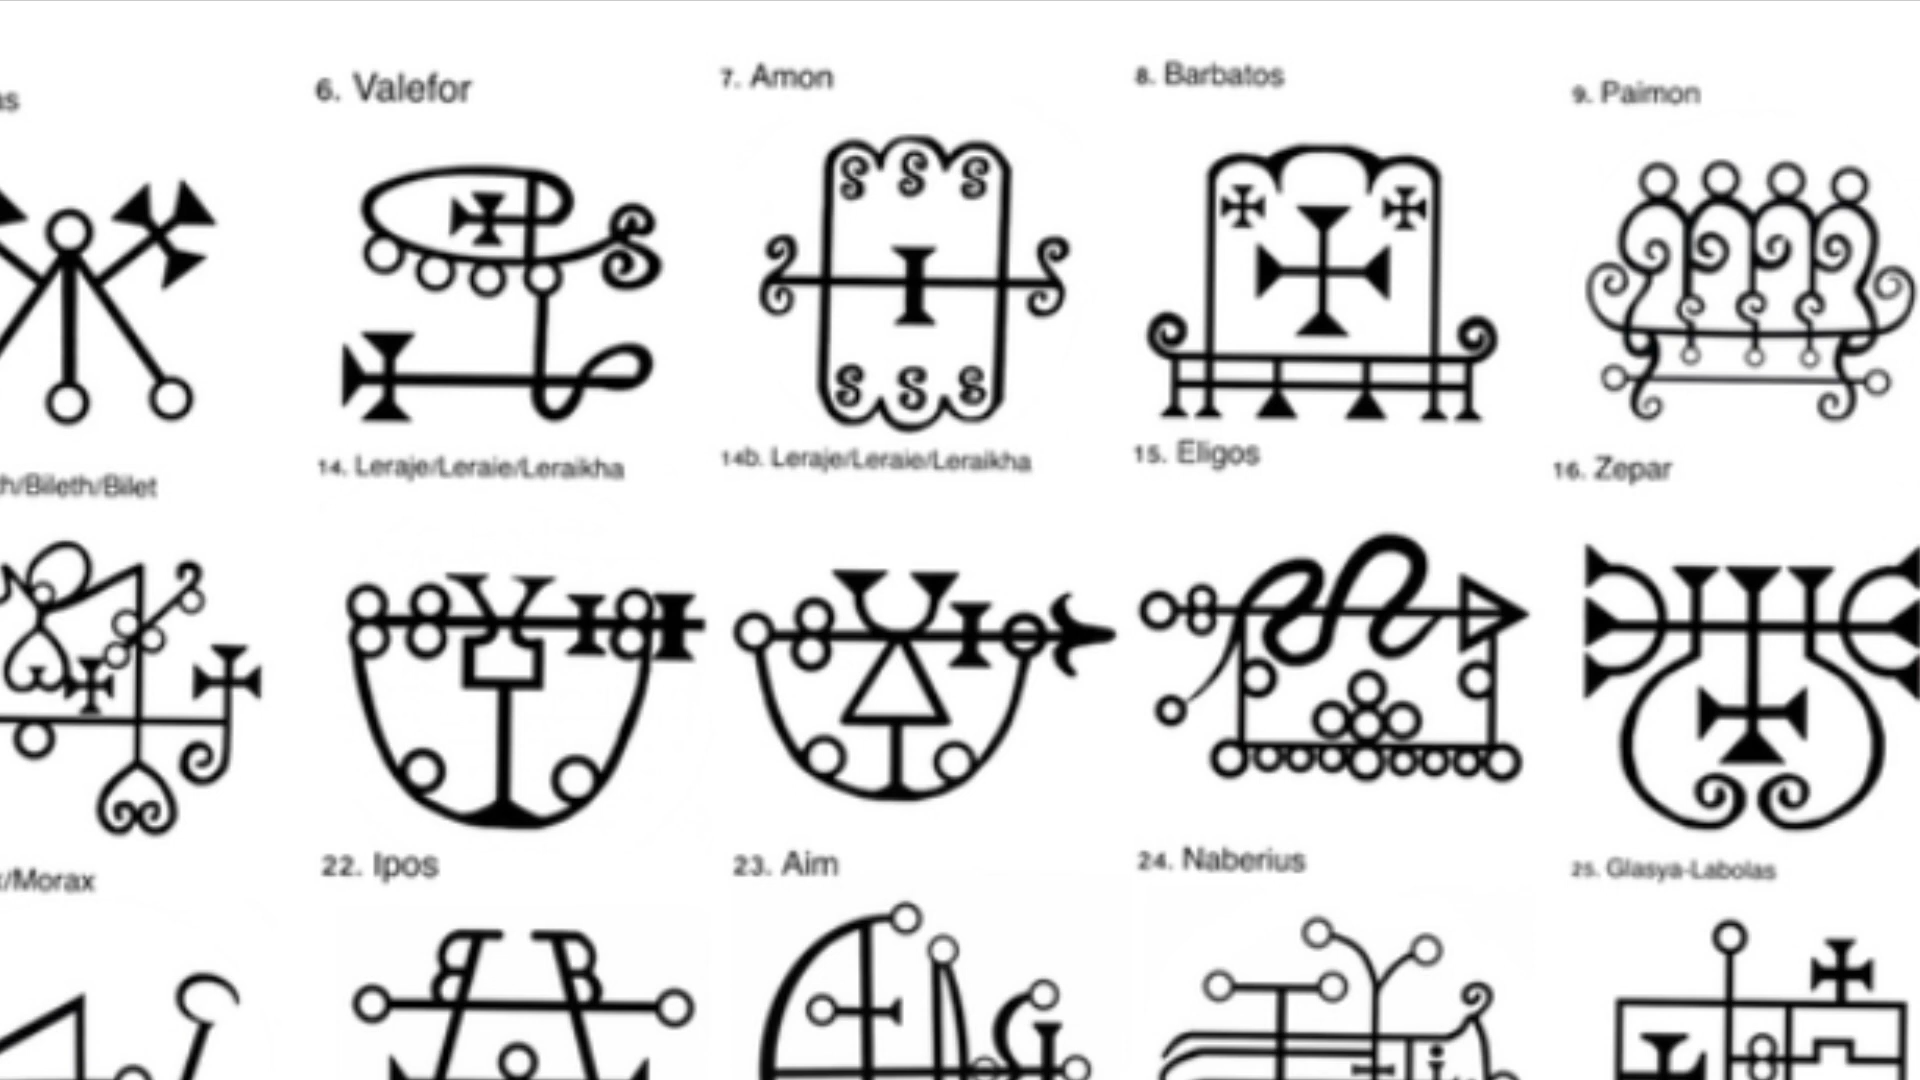 as
6. Valefor
7. Amon
8. Barbatos
9. Paimon
h/Bileth/Bilet
14. Leraje/Leraie/Leraikha
14b. Leraje/Leraie/Leraikha
15. Eligos
16. Zepar
/Morax
22. Ipos
23. Aim
24. Naberius
25. Glasya-Labolas